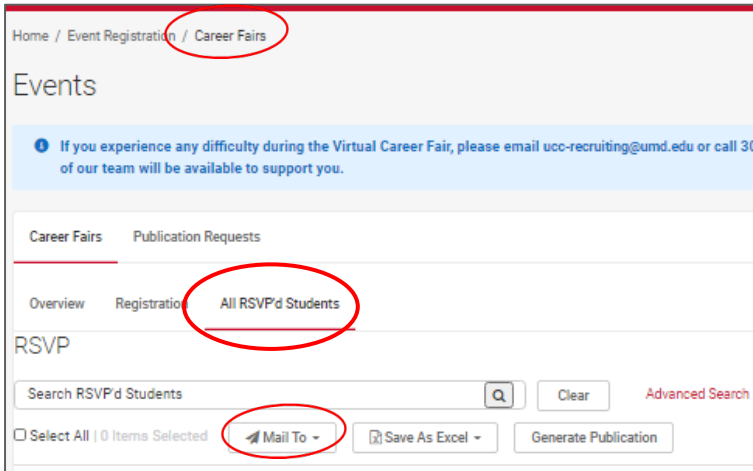 Home / Event Registration / Career Fairs
Events
If you experience any difficulty during the Virtual Career Fair, please email ucc-recruiting@umd.edu or call 30
of our team will be available to support you.
Career Fairs Publication Requests
Overview Registration All RSVP'd Students
RSVP
Search RSVP'd Students Clear Advanced Search
Select All | 0 Items Selected Mail To Save As Excel Generate Publication